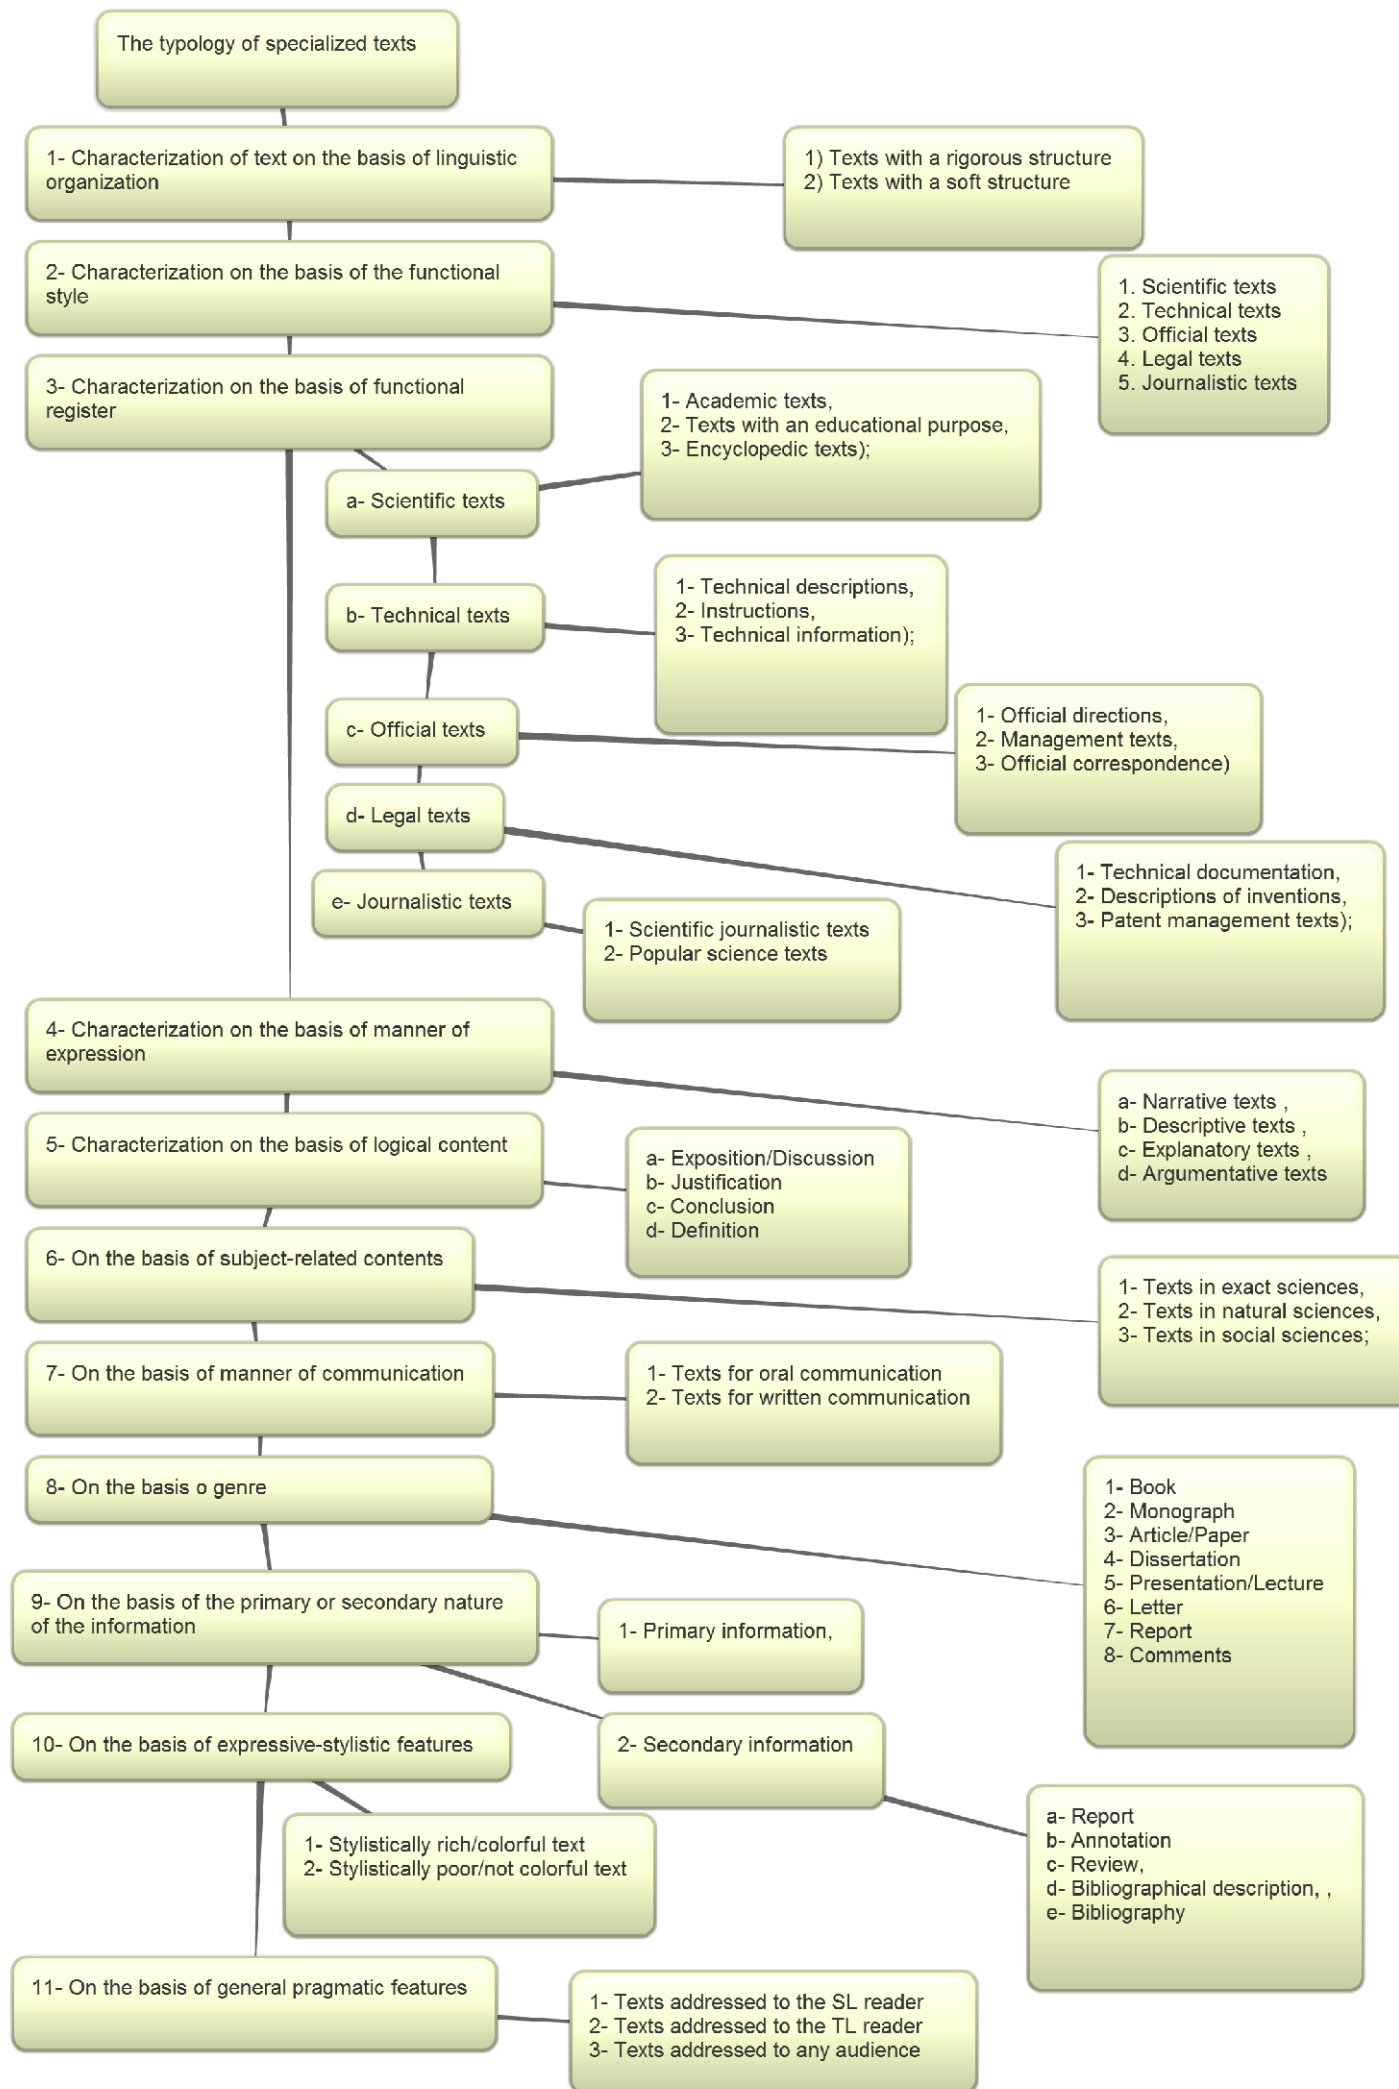 The typology of specialized texts
1- Characterization of text on the basis of linguistic
organization
1) Texts with a rigorous structure
2) Texts with a soft structure
2- Characterization on the basis of the functional
style
1. Scientific texts
2. Technical texts
3. Official texts
4. Legal texts
5. Journalistic texts
3- Characterization on the basis of functional
register
a- Scientific texts
1- Academic texts,
2- Texts with an educational purpose,
3- Encyclopedic texts);
b- Technical texts
1- Technical descriptions,
2- Instructions,
3- Technical information);
c- Official texts
1- Official directions,
2- Management texts,
3- Official correspondence)
d- Legal texts
1- Technical documentation,
2- Descriptions of inventions,
3- Patent management texts);
e- Journalistic texts
1- Scientific journalistic texts
2- Popular science texts
4- Characterization on the basis of manner of
expression
a- Narrative texts ,
b- Descriptive texts ,
c- Explanatory texts ,
d- Argumentative texts
5- Characterization on the basis of logical content
a- Exposition/Discussion
b- Justification
c- Conclusion
d- Definition
6- On the basis of subject-related contents
1- Texts in exact sciences,
2- Texts in natural sciences,
3- Texts in social sciences;
7- On the basis of manner of communication
1- Texts for oral communication
2- Texts for written communication
8- On the basis o genre
1- Book
2- Monograph
3- Article/Paper
4- Dissertation
5- Presentation/Lecture
6- Letter
7- Report
8- Comments
9- On the basis of the primary or secondary nature
of the information
1- Primary information,
2- Secondary information
a- Report
b- Annotation
c- Review,
d- Bibliographical description, ,
e- Bibliography
10- On the basis of expressive-stylistic features
1- Stylistically rich/colorful text
2- Stylistically poor/not colorful text
11- On the basis of general pragmatic features
1- Texts addressed to the SL reader
2- Texts addressed to the TL reader
3- Texts addressed to any audience